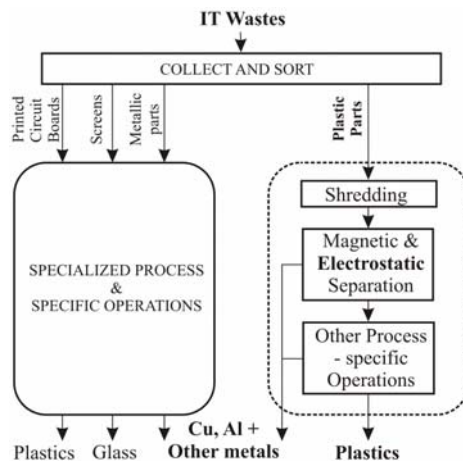 IT Wastes
COLLECT AND SORT
Printed
Circuit
Boards
Screens
Metallic
parts
Plastic
Parts
Shredding
Magnetic &
Electrostatic
Separation
SPECIALIZED PROCESS
&
SPECIFIC OPERATIONS
Other Process
- specific
Operations
Plastics
Glass
Cu, Al +
Other metals
Plastics